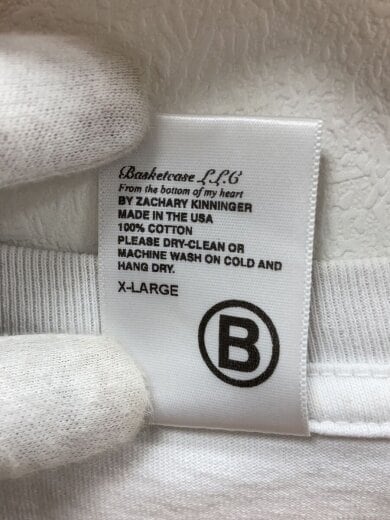 Basketcase L.L.C
From the bottom of my heart
BY ZACHARY KINNINGER
MADE IN THE USA
100% COTTON
PLEASE DRY-CLEAN OR
MACHINE WASH ON COLD AND
HANG DRY.
X-LARGE
B